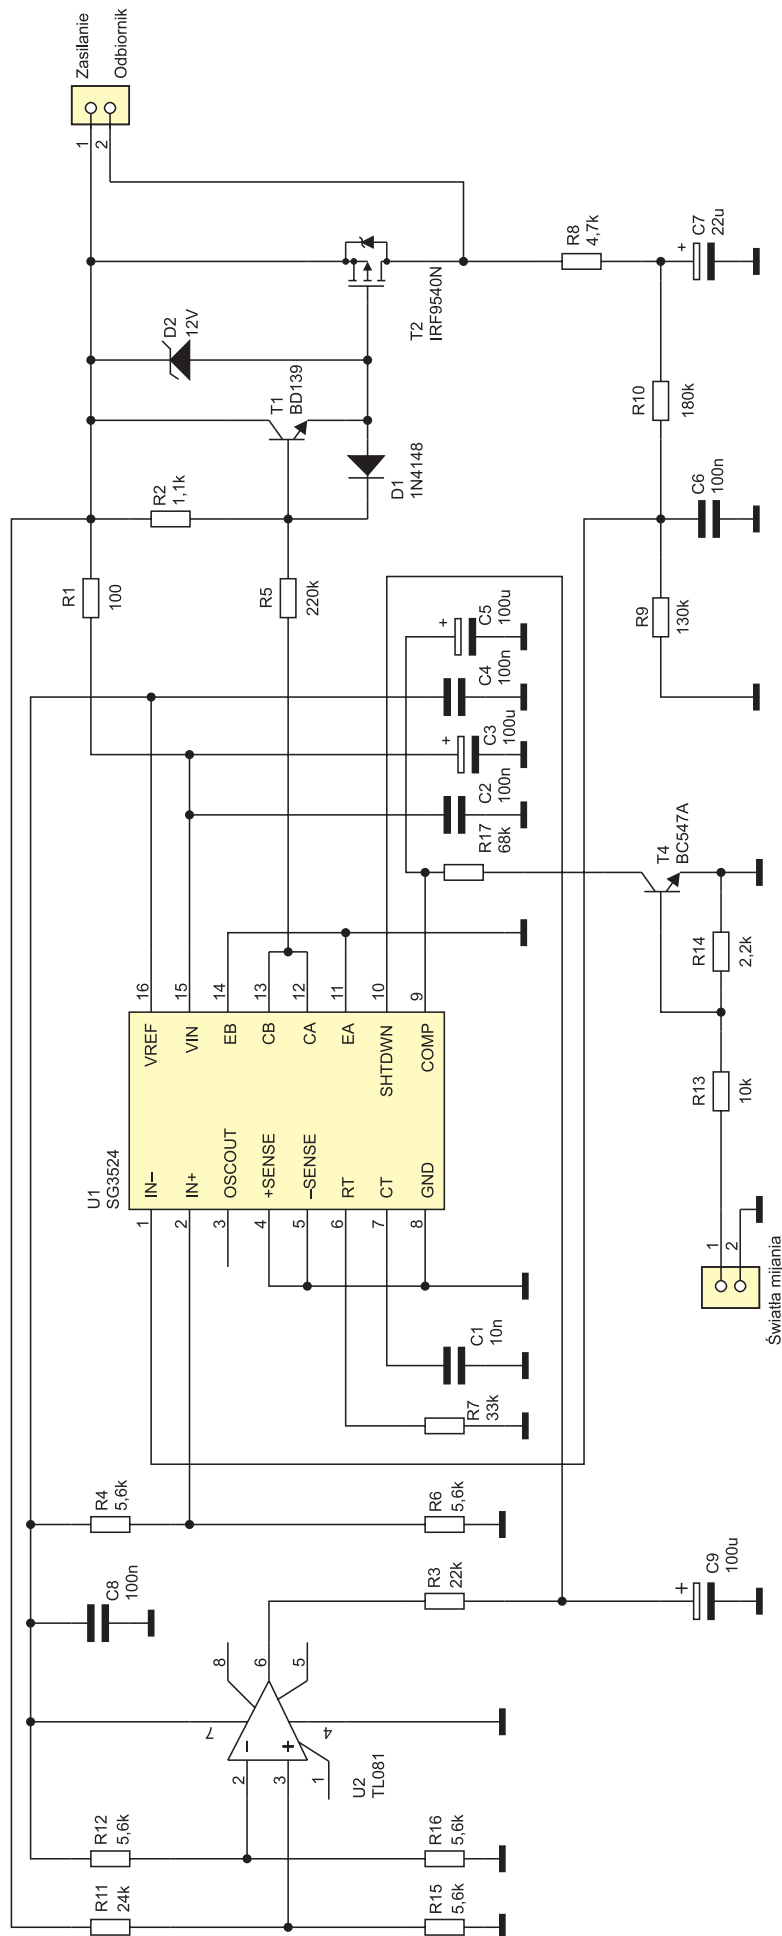 Zasilanie
Odbiornik
1
2
R1
100
R2
1,1k
D2
12V
T1
BD139
D1
1N4148
T2
IRF9540N
R8
4,7k
C7
22u
+
R10
180k
C6
100n
R9
130k
R5
220k
C5
100u
+
C4
100n
C3
100u
+
C2
100n
R17
68k
T4
BC547A
R14
2,2k
R13
10k
1
2
Światła mijania
U1
SG3524
16
15
14
13
12
11
10
9
VREF
VIN
EB
CB
CA
EA
SHTDWN
COMP
IN–
IN+
OSCOUT
+SENSE
–SENSE
RT
CT
GND
1
2
3
4
5
6
7
8
C1
10n
R7
33k
R4
5,6k
R6
5,6k
C8
100n
R3
22k
C9
100u
+
8
6
5
7
4
–
+
2
3
1
U2
TL081
R12
5,6k
R16
5,6k
R11
24k
R15
5,6k